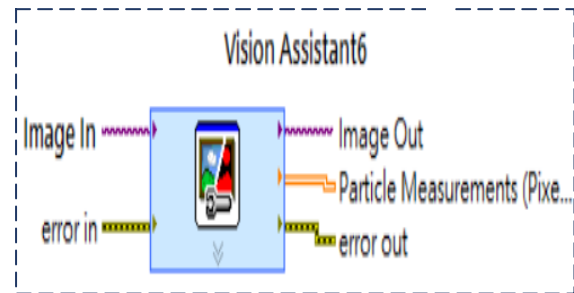 Vision Assistant6
Image In
Image Out
Particle Measurements (Pixe...
error in
error out